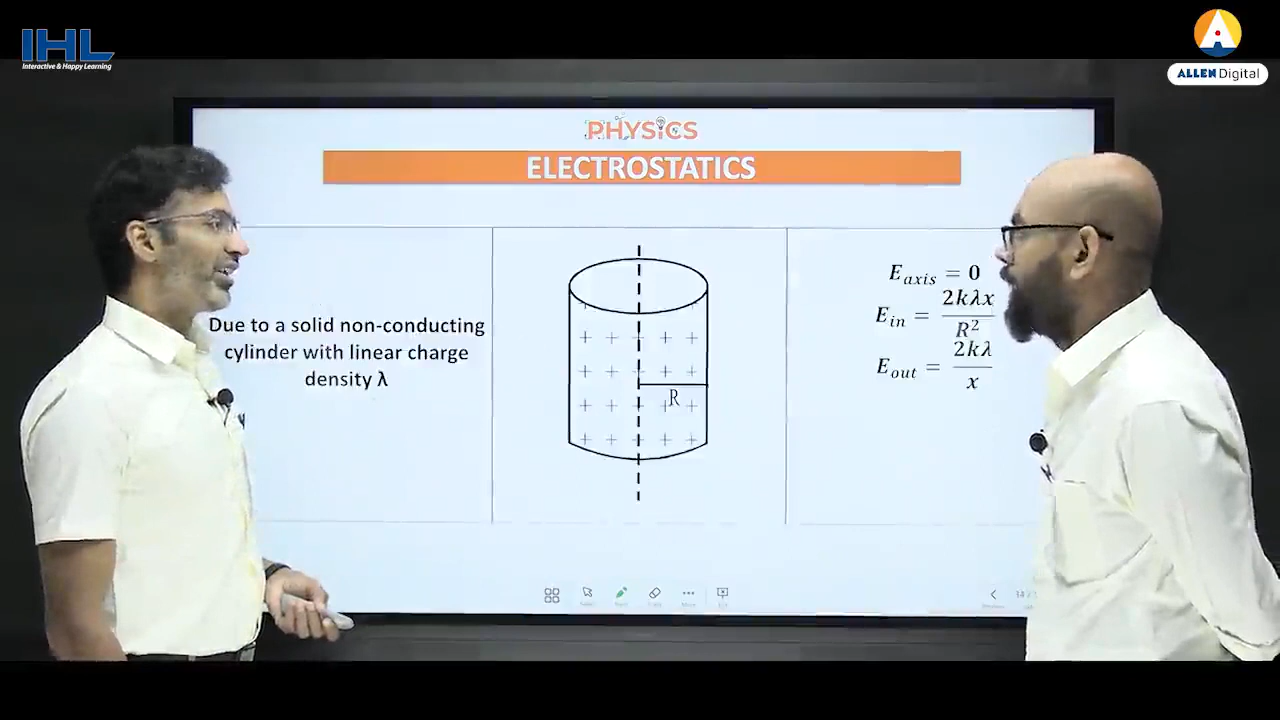 IHL
Interactive & Happy Learning
ALLEN Digital
PHYSICS
ELECTROSTATICS
Due to a solid non-conducting
cylinder with linear charge
density λ
R
E_axis = 0
E_in = 2kλx / R²
E_out = 2kλ / x